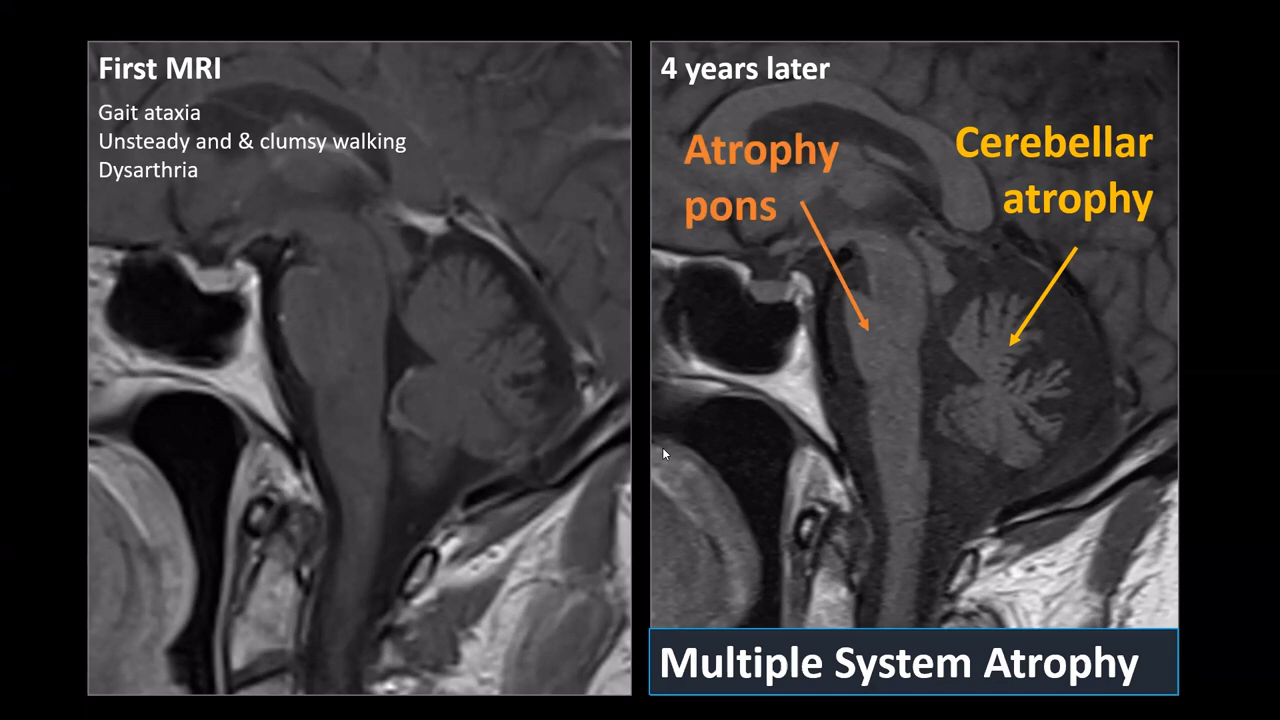 First MRI
Gait ataxia
Unsteady and & clumsy walking
Dysarthria
4 years later
Atrophy
pons
Cerebellar
atrophy
Multiple System Atrophy